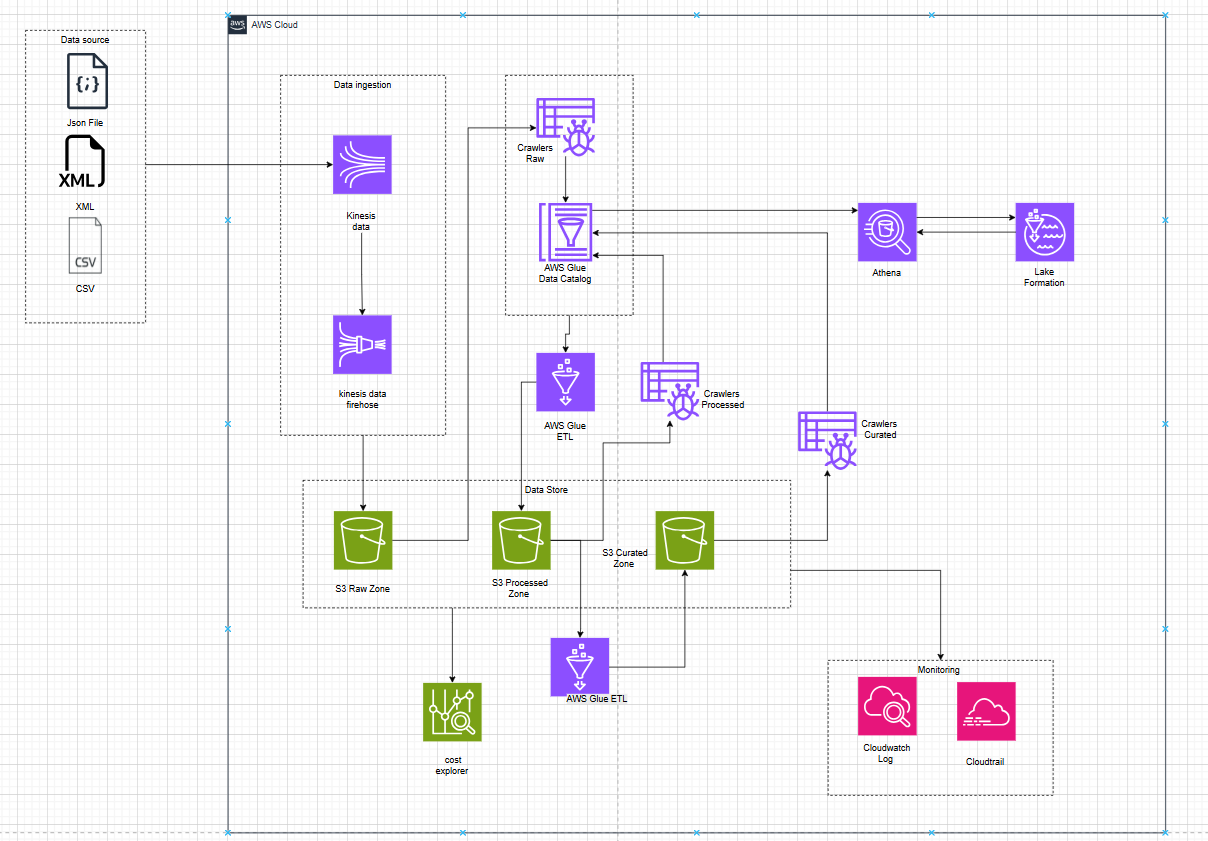 Data source
{;}
Json File
XML
XML
CSV
CSV
aws
AWS Cloud
Data ingestion
Kinesis
data
kinesis data
firehose
Crawlers
Raw
AWS Glue
Data Catalog
Athena
Lake
Formation
AWS Glue
ETL
Crawlers
Processed
Crawlers
Curated
Data Store
S3 Raw Zone
S3 Processed
Zone
S3 Curated
Zone
AWS Glue ETL
cost
explorer
Monitoring
Cloudwatch
Log
Cloudtrail